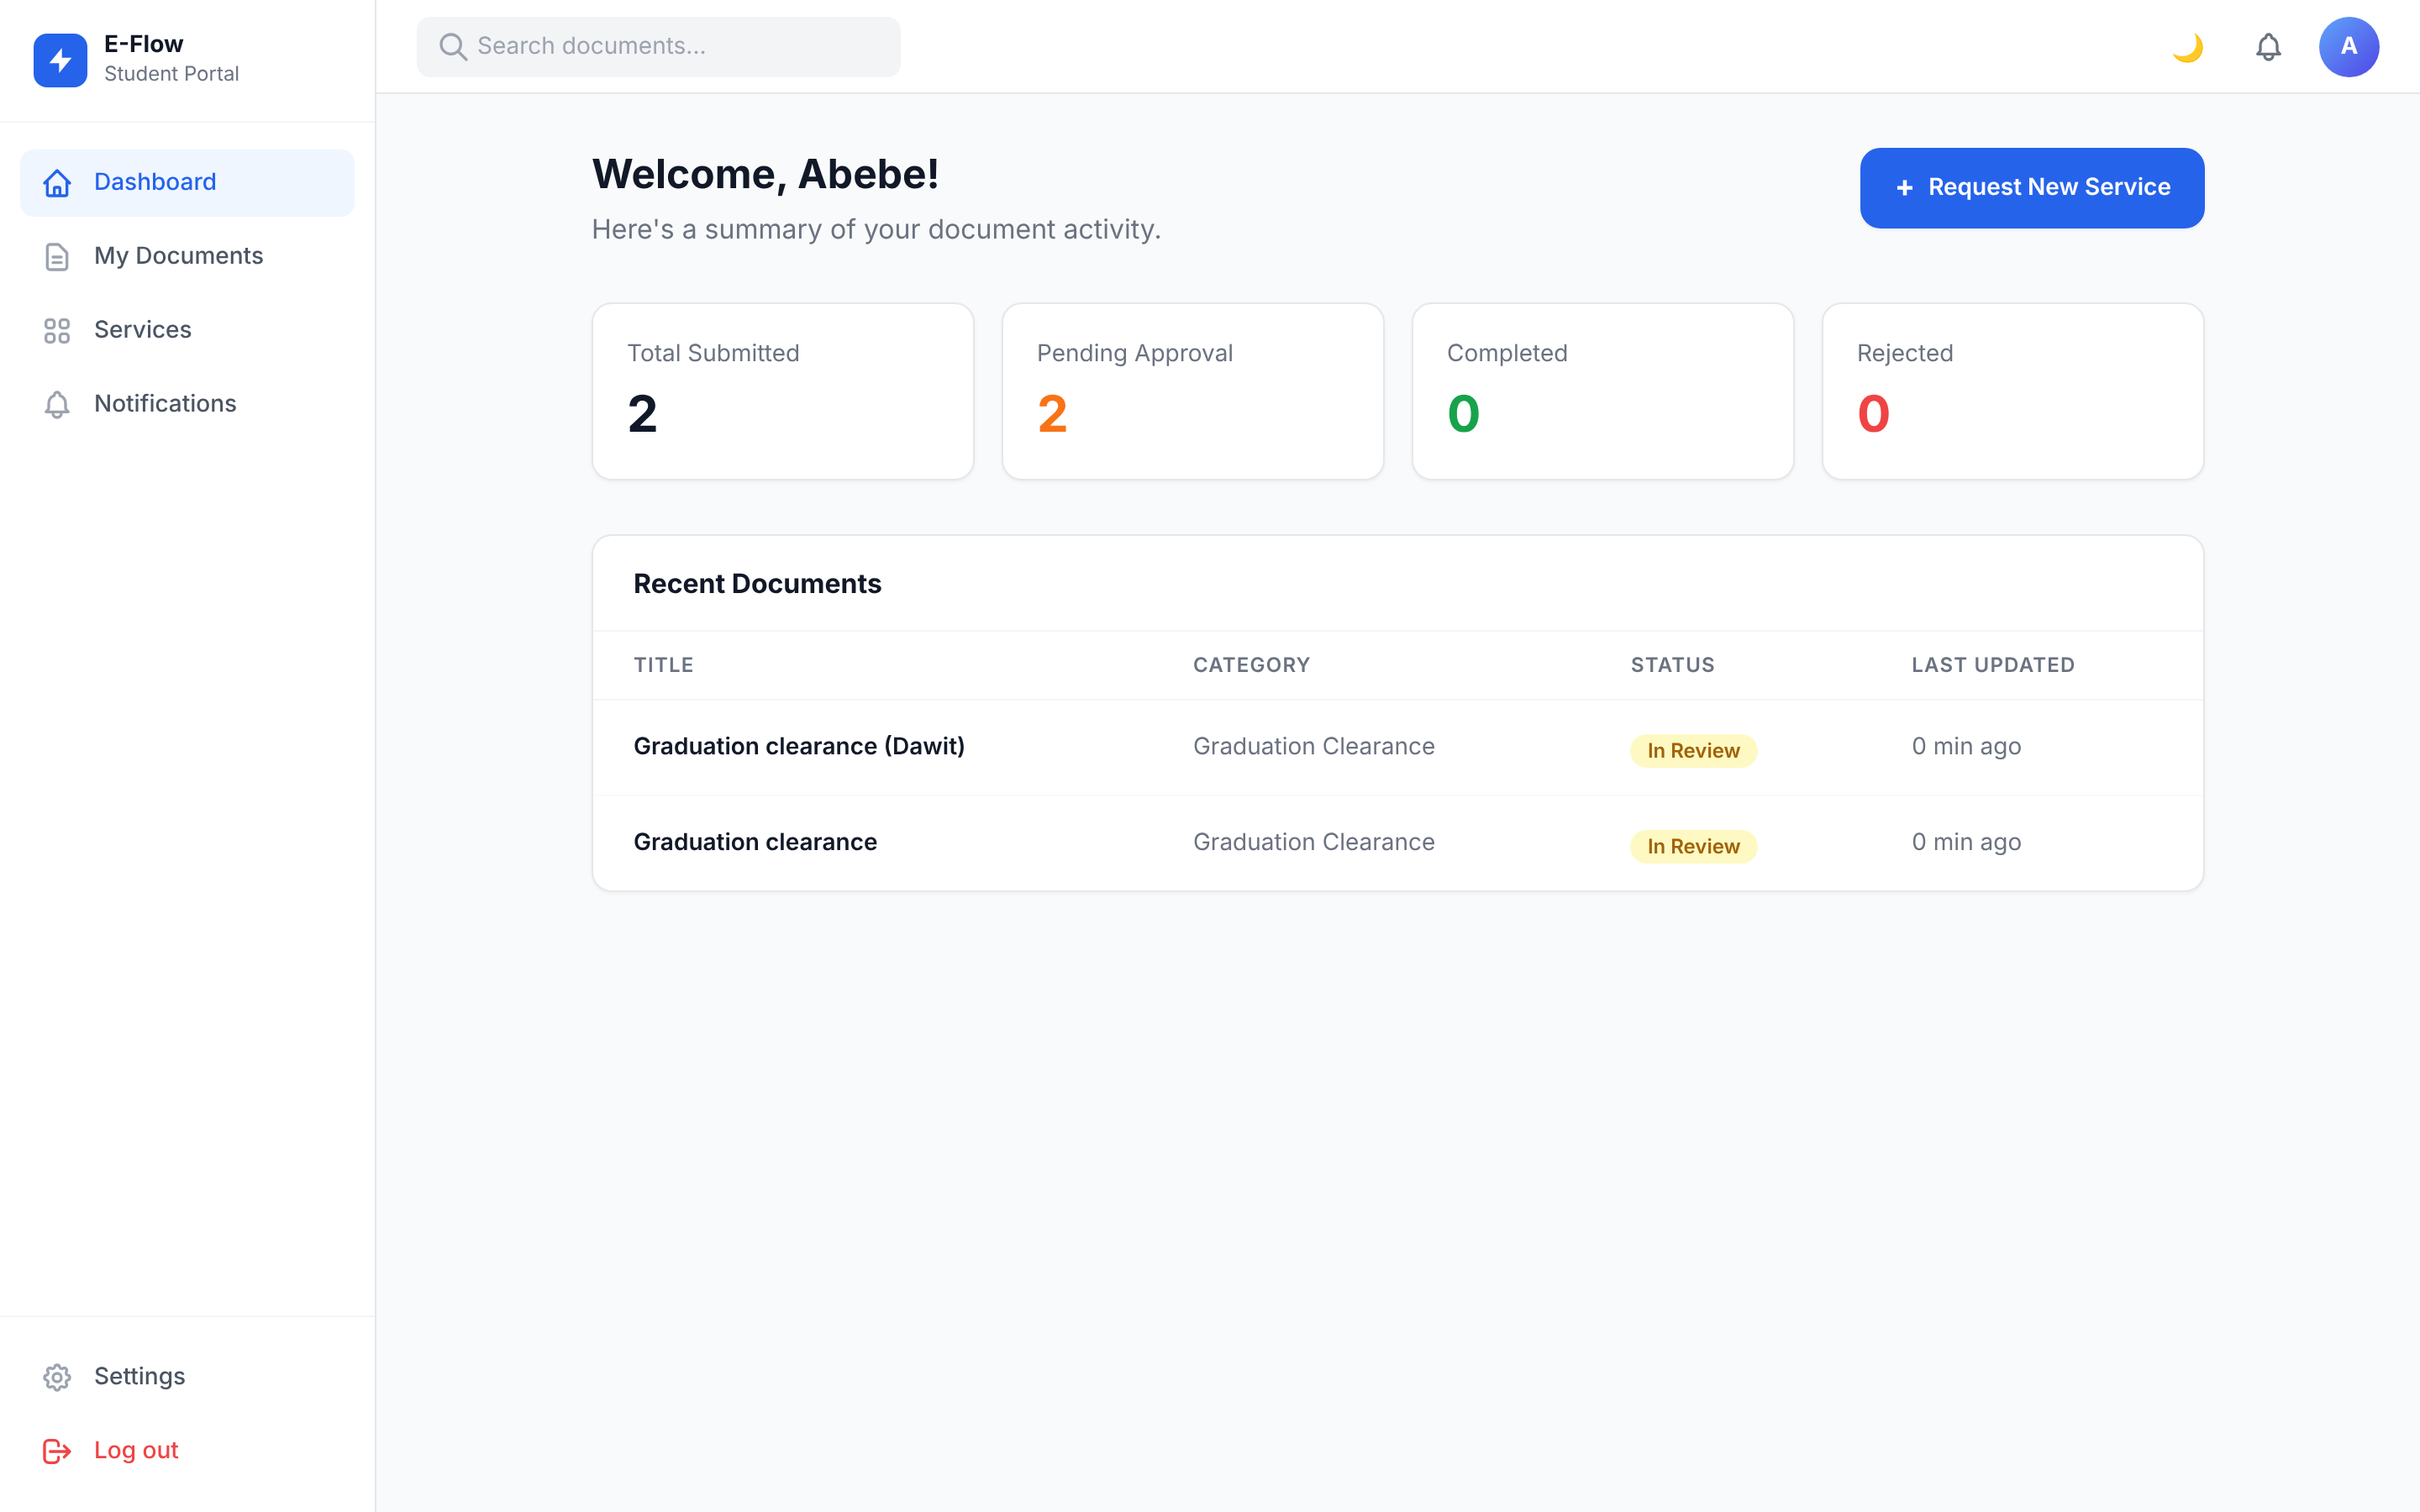 E-Flow
Student Portal
Dashboard
My Documents
Services
Notifications
Settings
Log out
Search documents...
A
Welcome, Abebe!
Here's a summary of your document activity.
+ Request New Service
Total Submitted
2
Pending Approval
2
Completed
0
Rejected
0
Recent Documents
TITLE CATEGORY STATUS LAST UPDATED
Graduation clearance (Dawit) Graduation Clearance In Review 0 min ago
Graduation clearance Graduation Clearance In Review 0 min ago